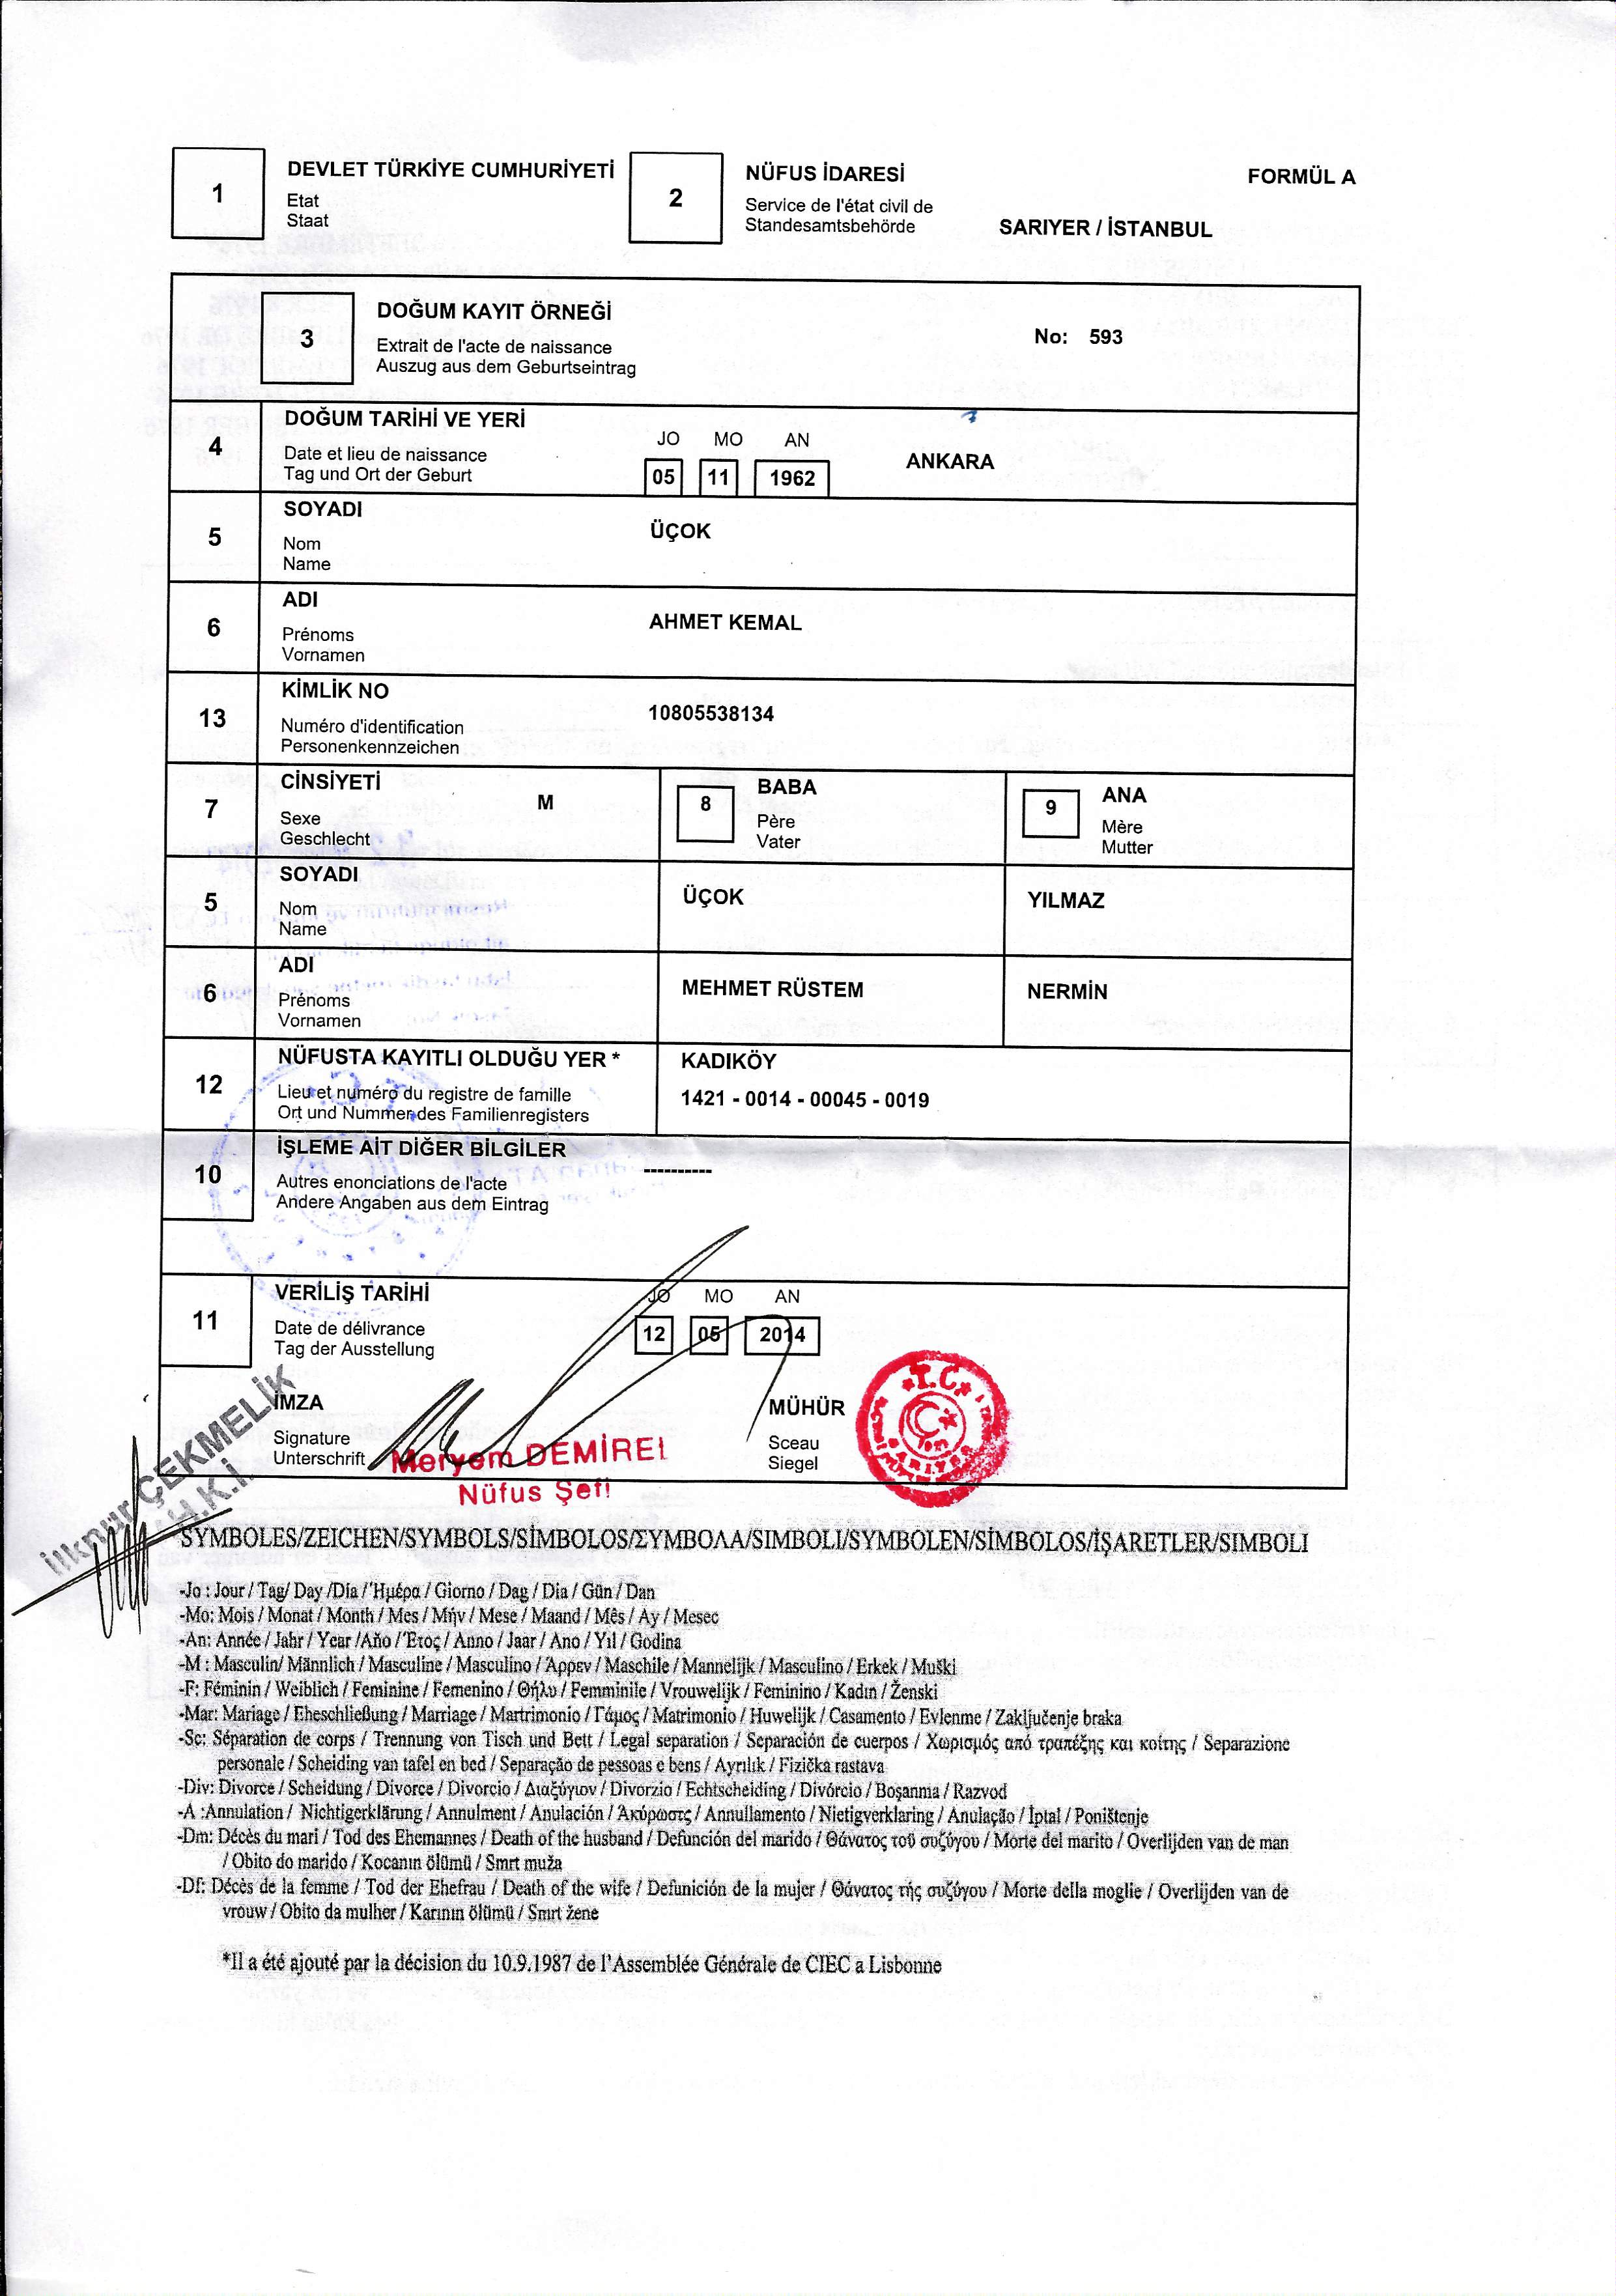 1
DEVLET TÜRKİYE CUMHURİYETİ
Etat
Staat
2
NÜFUS İDARESİ
Service de l'état civil de
Standesamtsbehörde
SARIYER / İSTANBUL
FORMÜL A
3
DOĞUM KAYIT ÖRNEĞİ
Extrait de l'acte de naissance
Auszug aus dem Geburtseintrag
No: 593
4
DOĞUM TARİHİ VE YERİ
Date et lieu de naissance
Tag und Ort der Geburt
JO MO AN
05 11 1962
ANKARA
5
SOYADI
Nom
Name
ÜÇOK
6
ADI
Prénoms
Vornamen
AHMET KEMAL
13
KİMLİK NO
Numéro d'identification
Personenkennzeichen
10805538134
7
CİNSİYETİ
Sexe
Geschlecht
M
8
BABA
Père
Vater
9
ANA
Mère
Mutter
5
SOYADI
Nom
Name
ÜÇOK
YILMAZ
6
ADI
Prénoms
Vornamen
MEHMET RÜSTEM
NERMİN
12
NÜFUSTA KAYITLI OLDUĞU YER *
Lieu et numéro du registre de famille
Ort und Nummer des Familienregisters
KADIKÖY
1421 - 0014 - 00045 - 0019
10
İŞLEME AİT DİĞER BİLGİLER
Autres enonciations de l'acte
Andere Angaben aus dem Eintrag
----------
11
VERİLİŞ TARİHİ
Date de délivrance
Tag der Ausstellung
JO MO AN
12 05 2014
İMZA
Signature
Unterschrift
Meryem DEMİREL
Nüfus Şefi
MÜHÜR
Sceau
Siegel
T.C.
İlknur ÇEKMELİK
V.H.K.İ.
SYMBOLES/ZEICHEN/SYMBOLS/SİMBOLOS/ΣΥΜΒΟΛΑ/SIMBOLI/SYMBOLEN/SİMBOLOS/İŞARETLER/SIMBOLI
-Jo : Jour / Tag/ Day /Día / Ἡμέρα / Giorno / Dag / Dia / Gün / Dan
-Mo: Mois / Monat / Month / Mes / Μήν / Mese / Maand / Mês / Ay / Mesec
-An: Année / Jahr / Year /Año / Ἔτος / Anno / Jaar / Ano / Yıl / Godina
-M : Masculin/ Männlich / Masculine / Masculino / Ἄρρεν / Maschile / Mannelijk / Masculino / Erkek / Muški
-F: Féminin / Weiblich / Feminine / Femenino / Θήλυ / Femminile / Vrouwelijk / Feminino / Kadın / Ženski
-Mar: Mariage / Eheschließung / Marriage / Martrimonio / Γάμος / Matrimonio / Huwelijk / Casamento / Evlenme / Zaključenje braka
-Sc: Séparation de corps / Trennung von Tisch und Bett / Legal separation / Separación de cuerpos / Χωρισμός από τραπέξης και κοίτης / Separazione
personale / Scheiding van tafel en bed / Separação de pessoas e bens / Ayrılık / Fizička rastava
-Div: Divorce / Scheidung / Divorce / Divorcio / Διαζύγιον / Divorzio / Echtscheiding / Divórcio / Boşanma / Razvod
-A :Annulation / Nichtigerklärung / Annulment / Anulación / Ἀκύρωσις / Annullamento / Nietigverklaring / Anulação / İptal / Poništenje
-Dm: Décès du mari / Tod des Ehemannes / Death of the husband / Defunción del marido / Θάνατος τοῦ συζύγου / Morte del marito / Overlijden van de man
/ Obito do marido / Kocanın ölümü / Smrt muža
-Df: Décès de la femme / Tod der Ehefrau / Death of the wife / Defunición de la mujer / Θάνατος τής συζύγου / Morte della moglie / Overlijden van de
vrouw / Obito da mulher / Karının ölümü / Smrt žene
*Il a été ajouté par la décision du 10.9.1987 de l'Assemblée Générale de CIEC a Lisbonne